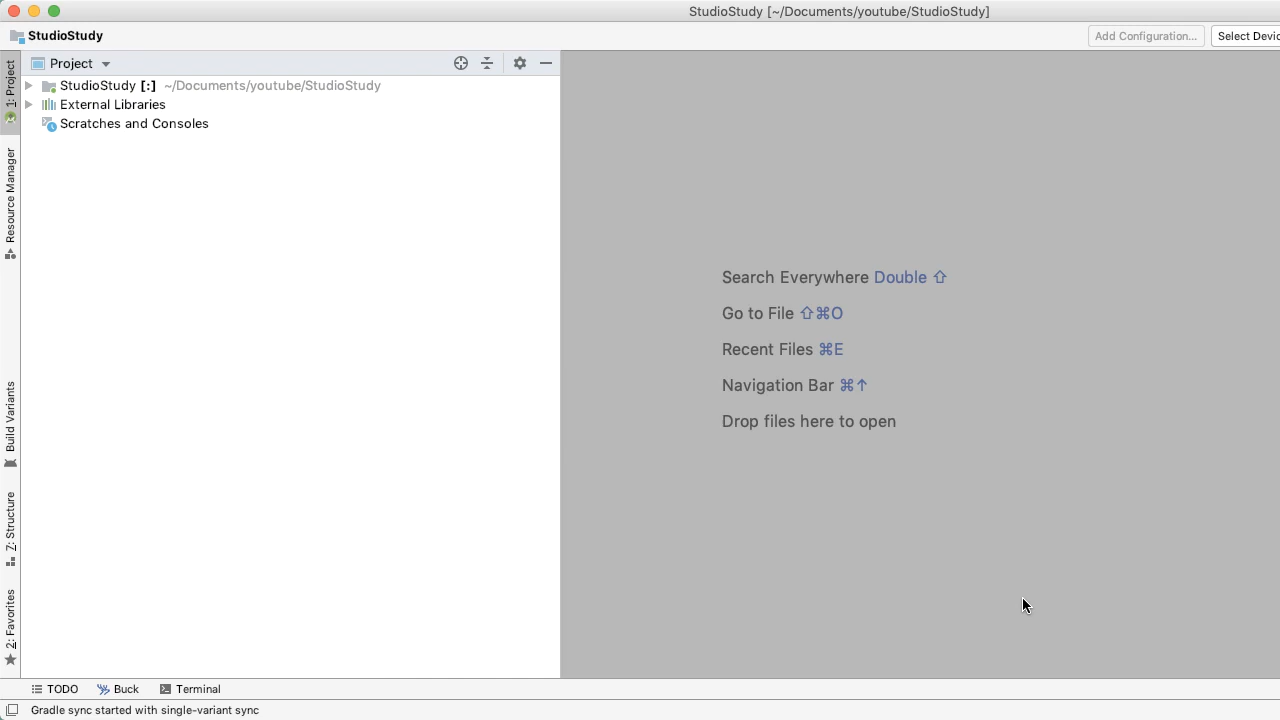 StudioStudy [~/Documents/youtube/StudioStudy]
StudioStudy
Add Configuration...
Select Devic
Project
StudioStudy [:] ~/Documents/youtube/StudioStudy
External Libraries
Scratches and Consoles
1: Project
Resource Manager
Build Variants
7: Structure
2: Favorites
Search Everywhere Double ⇧
Go to File ⇧⌘O
Recent Files ⌘E
Navigation Bar ⌘↑
Drop files here to open
TODO
Buck
Terminal
Gradle sync started with single-variant sync